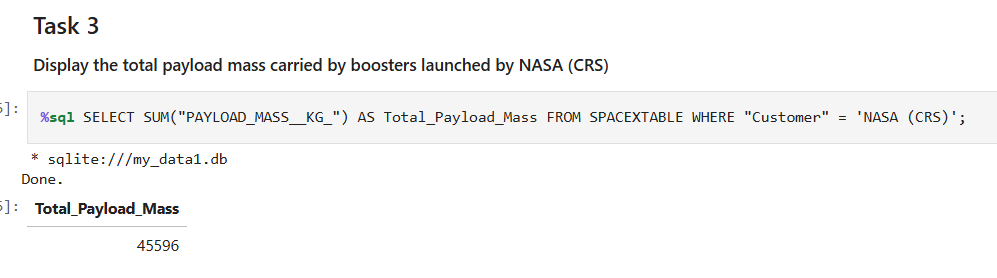 Task 3
Display the total payload mass carried by boosters launched by NASA (CRS)
]: %sql SELECT SUM("PAYLOAD_MASS__KG_") AS Total_Payload_Mass FROM SPACEXTABLE WHERE "Customer" = 'NASA (CRS)';
* sqlite:///my_data1.db
Done.
]: Total_Payload_Mass
45596